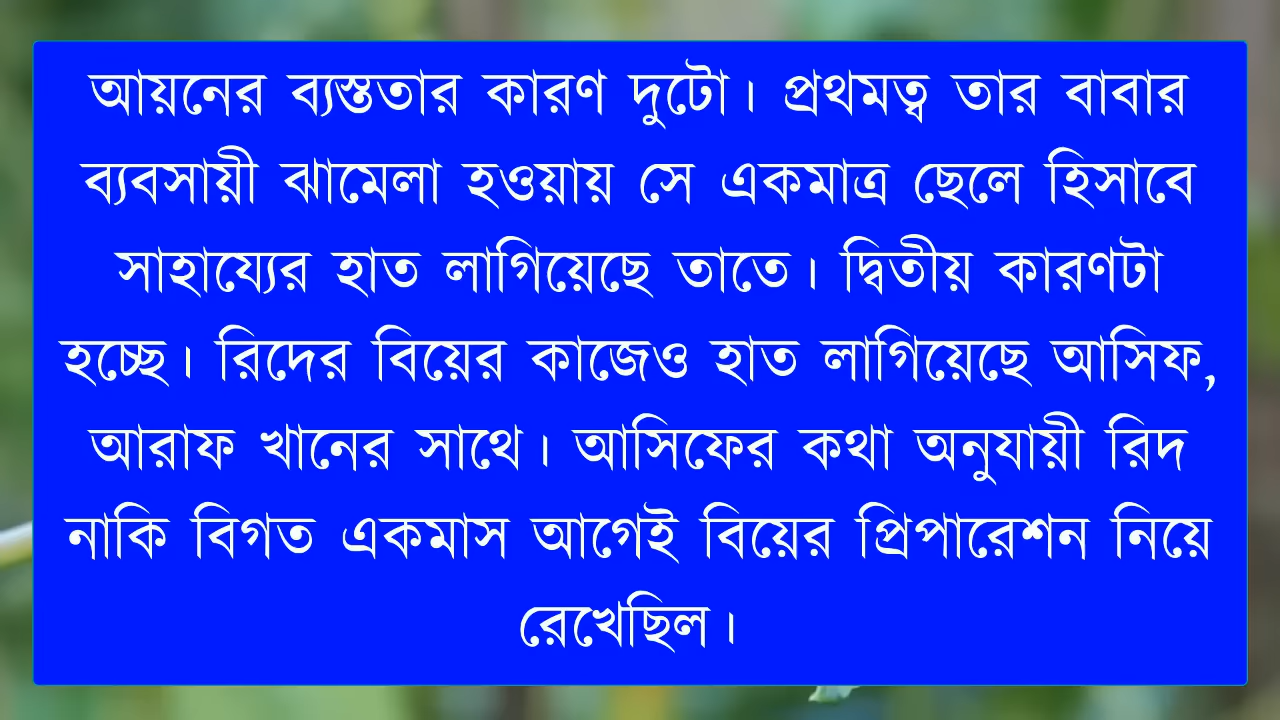 আয়নের ব্যস্ততার কারণ দুটো। প্রথমত্ব তার বাবার
ব্যবসায়ী ঝামেলা হওয়ায় সে একমাত্র ছেলে হিসাবে
সাহায্যের হাত লাগিয়েছে তাতে। দ্বিতীয় কারণটা
হচ্ছে। রিদের বিয়ের কাজেও হাত লাগিয়েছে আসিফ,
আরাফ খানের সাথে। আসিফের কথা অনুযায়ী রিদ
নাকি বিগত একমাস আগেই বিয়ের প্রিপারেশন নিয়ে
রেখেছিল।